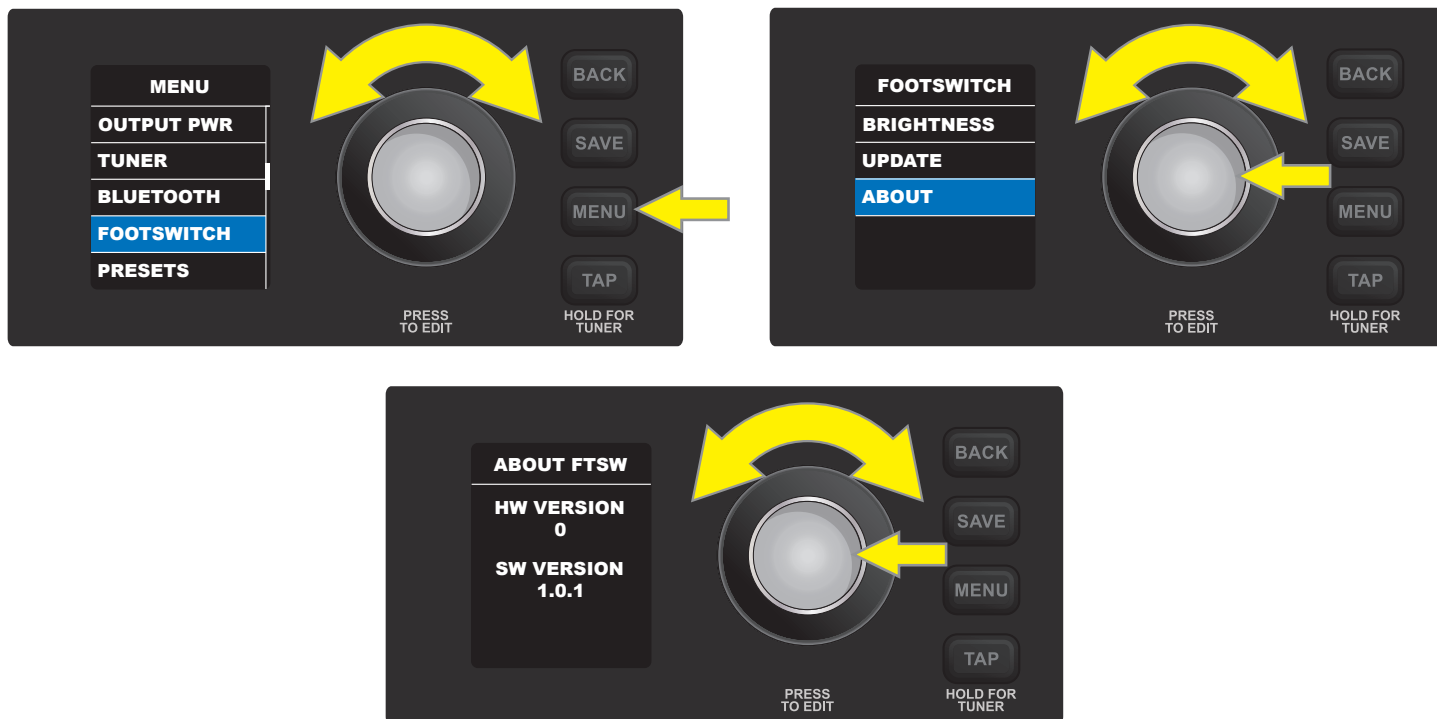 MENU
OUTPUT PWR
TUNER
BLUETOOTH
FOOTSWITCH
PRESETS
PRESS
TO EDIT
BACK
SAVE
MENU
TAP
HOLD FOR
TUNER
FOOTSWITCH
BRIGHTNESS
UPDATE
ABOUT
PRESS
TO EDIT
BACK
SAVE
MENU
TAP
HOLD FOR
TUNER
ABOUT FTSW
HW VERSION
0
SW VERSION
1.0.1
PRESS
TO EDIT
BACK
SAVE
MENU
TAP
HOLD FOR
TUNER